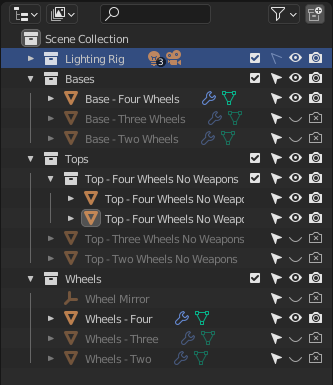 Scene Collection
Lighting Rig 3
Bases
Base - Four Wheels
Base - Three Wheels
Base - Two Wheels
Tops
Top - Four Wheels No Weapons
Top - Four Wheels No Weapo
Top - Four Wheels No Weapo
Top - Three Wheels No Weapons
Top - Two Wheels No Weapons
Wheels
Wheel Mirror
Wheels - Four
Wheels - Three
Wheels - Two